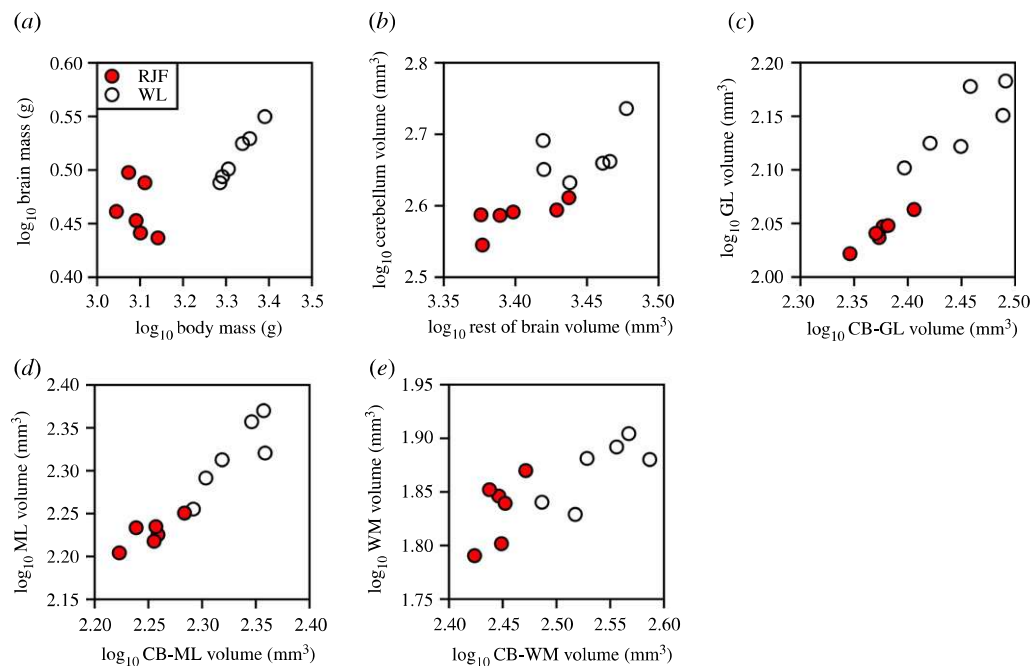 (a)
log10 brain mass (g)
0.60
0.55
0.50
0.45
0.40
RJF
WL
3.0 3.1 3.2 3.3 3.4 3.5
log10 body mass (g)
(b)
log10 cerebellum volume (mm3)
2.8
2.7
2.6
2.5
3.35 3.40 3.45 3.50
log10 rest of brain volume (mm3)
(c)
log10 GL volume (mm3)
2.20
2.15
2.10
2.05
2.00
2.30 2.35 2.40 2.45 2.50
log10 CB-GL volume (mm3)
(d)
log10 ML volume (mm3)
2.40
2.35
2.30
2.25
2.20
2.15
2.20 2.25 2.30 2.35 2.40
log10 CB-ML volume (mm3)
(e)
log10 WM volume (mm3)
1.95
1.90
1.85
1.80
1.75
2.40 2.45 2.50 2.55 2.60
log10 CB-WM volume (mm3)